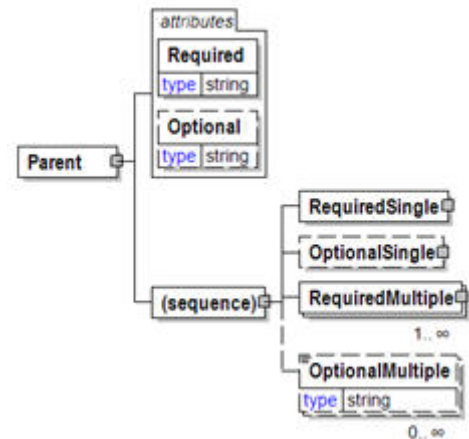 attributes
Required
type string
Optional
type string
Parent
RequiredSingle
OptionalSingle
(sequence)
RequiredMultiple
1.. ∞
OptionalMultiple
type string
0.. ∞